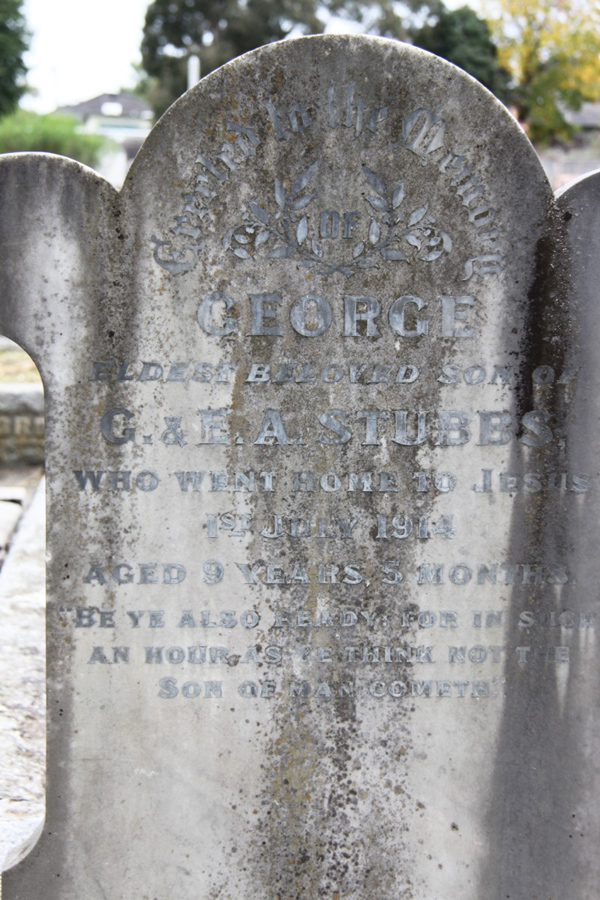 Erected in the Memory
OF
GEORGE
ELDEST BELOVED SON OF
G. & E. A. STUBBS,
WHO WENT HOME TO JESUS
1ST JULY 1914
AGED 9 YEARS, 5 MONTHS.
"BE YE ALSO READY: FOR IN SUCH
AN HOUR AS YE THINK NOT THE
SON OF MAN COMETH"